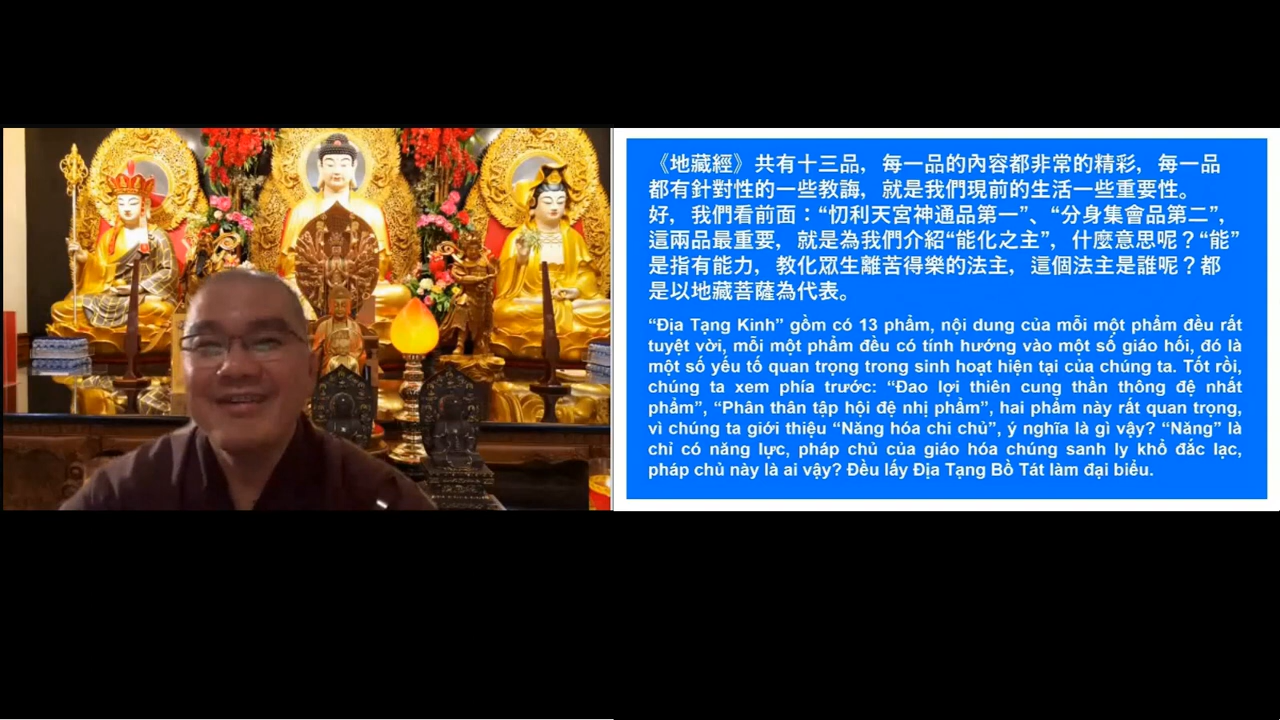 《地藏經》共有十三品，每一品的內容都非常的精彩，每一品
都有針對性的一些教誨，就是我們現前的生活一些重要性。
好，我們看前面：“忉利天宮神通品第一”、“分身集會品第二”，
這兩品最重要，就是為我們介紹“能化之主”，什麼意思呢？“能”
是指有能力，教化眾生離苦得樂的法主，這個法主是誰呢？都
是以地藏菩薩為代表。
“Địa Tạng Kinh” gồm có 13 phẩm, nội dung của mỗi một phẩm đều rất
tuyệt vời, mỗi một phẩm đều có tính hướng vào một số giáo hối, đó là
một số yếu tố quan trọng trong sinh hoạt hiện tại của chúng ta. Tốt rồi,
chúng ta xem phía trước: “Đao lợi thiên cung thần thông đệ nhất
phẩm”, “Phân thân tập hội đệ nhị phẩm”, hai phẩm này rất quan trọng,
vì chúng ta giới thiệu “Năng hóa chi chủ”, ý nghĩa là gì vậy? “Năng” là
chỉ có năng lực, pháp chủ của giáo hóa chúng sanh ly khổ đắc lạc,
pháp chủ này là ai vậy? Đều lấy Địa Tạng Bồ Tát làm đại biểu.